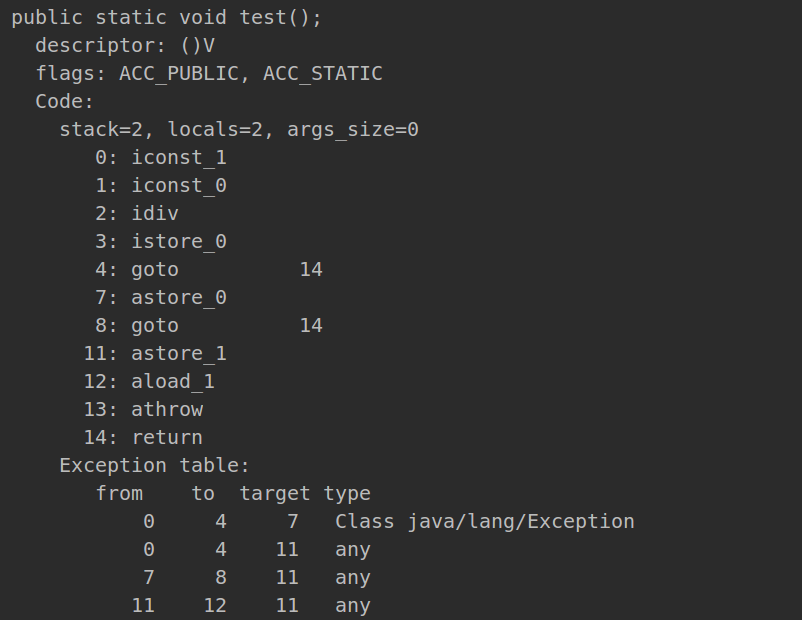 public static void test();
descriptor: ()V
flags: ACC_PUBLIC, ACC_STATIC
Code:
stack=2, locals=2, args_size=0
0: iconst_1
1: iconst_0
2: idiv
3: istore_0
4: goto 14
7: astore_0
8: goto 14
11: astore_1
12: aload_1
13: athrow
14: return
Exception table:
from to target type
0 4 7 Class java/lang/Exception
0 4 11 any
7 8 11 any
11 12 11 any